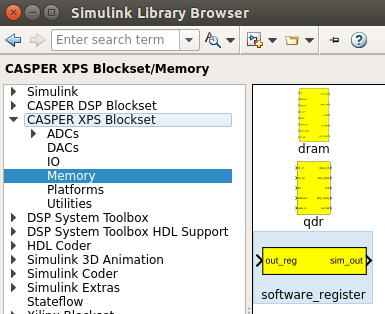 Simulink Library Browser
Enter search term
CASPER XPS Blockset/Memory
Simulink
CASPER DSP Blockset
CASPER XPS Blockset
ADCs
DACs
IO
Memory
Platforms
Utilities
DSP System Toolbox
DSP System Toolbox HDL Support
HDL Coder
Simulink 3D Animation
Simulink Coder
Simulink Extras
Stateflow
Xilinx Blockset
dram
qdr
out_reg sim_out
software_register